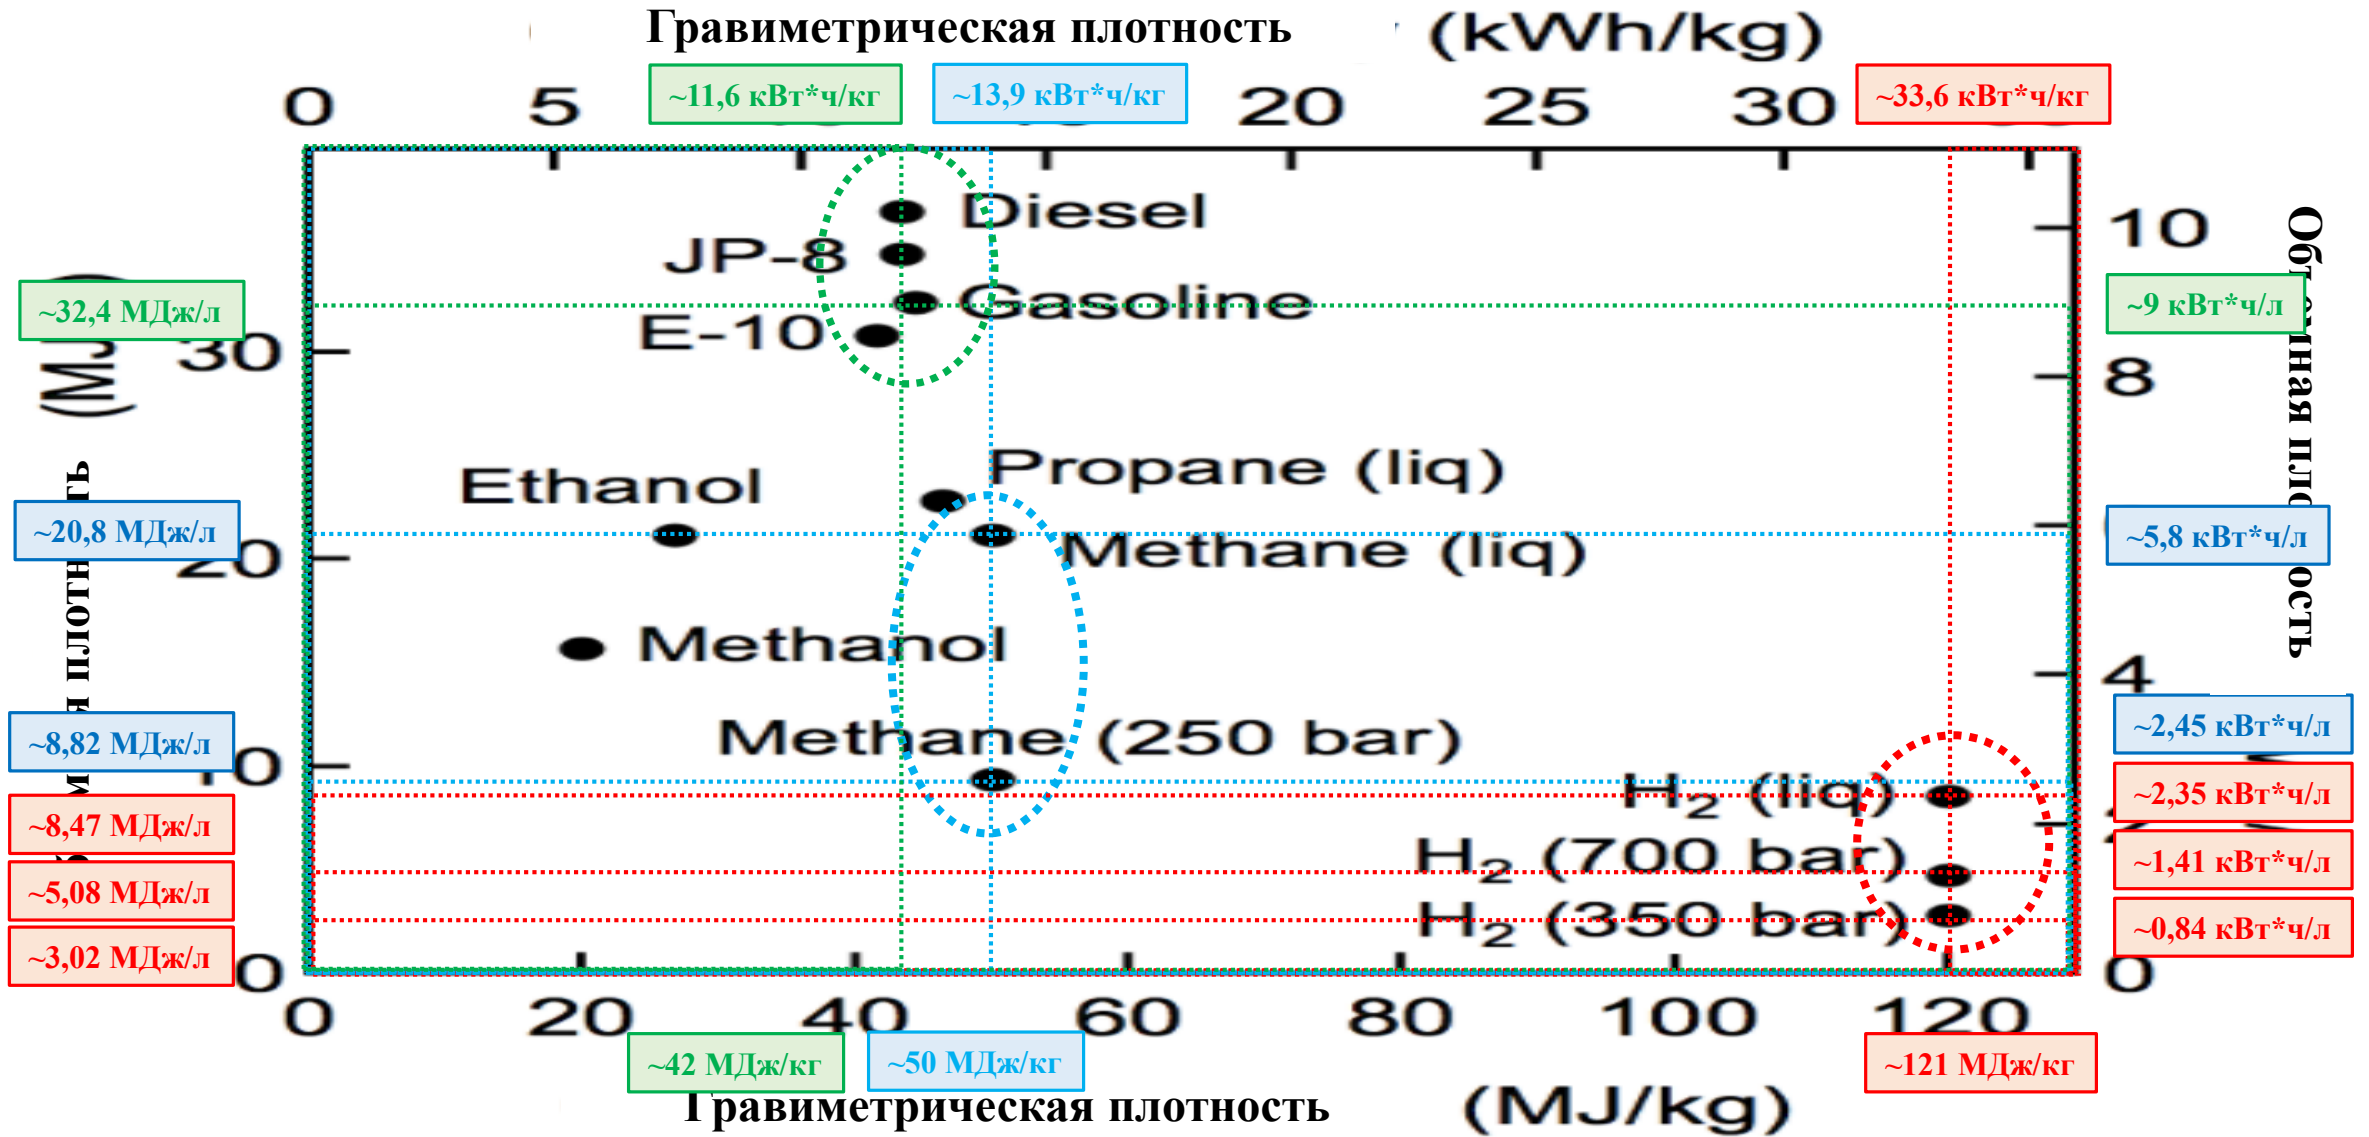 Гравиметрическая плотность (kWh/kg)
~11,6 кВт*ч/кг ~13,9 кВт*ч/кг ~33,6 кВт*ч/кг
0 5 20 25 30
Diesel
JP-8
10
Gasoline
~32,4 МДж/л
~9 кВт*ч/л
E-10
30
8
Propane (liq)
Ethanol
~20,8 МДж/л
~5,8 кВт*ч/л
Methane (liq)
20
Methanol
4
Methane (250 bar)
~8,82 МДж/л
~2,45 кВт*ч/л
H₂ (liq)
~2,35 кВт*ч/л
~8,47 МДж/л
H₂ (700 bar)
~1,41 кВт*ч/л
~5,08 МДж/л
H₂ (350 bar)
~0,84 кВт*ч/л
~3,02 МДж/л
0
0
0 20 40 60 80 100 120
~42 МДж/кг ~50 МДж/кг ~121 МДж/кг
Гравиметрическая плотность (MJ/kg)